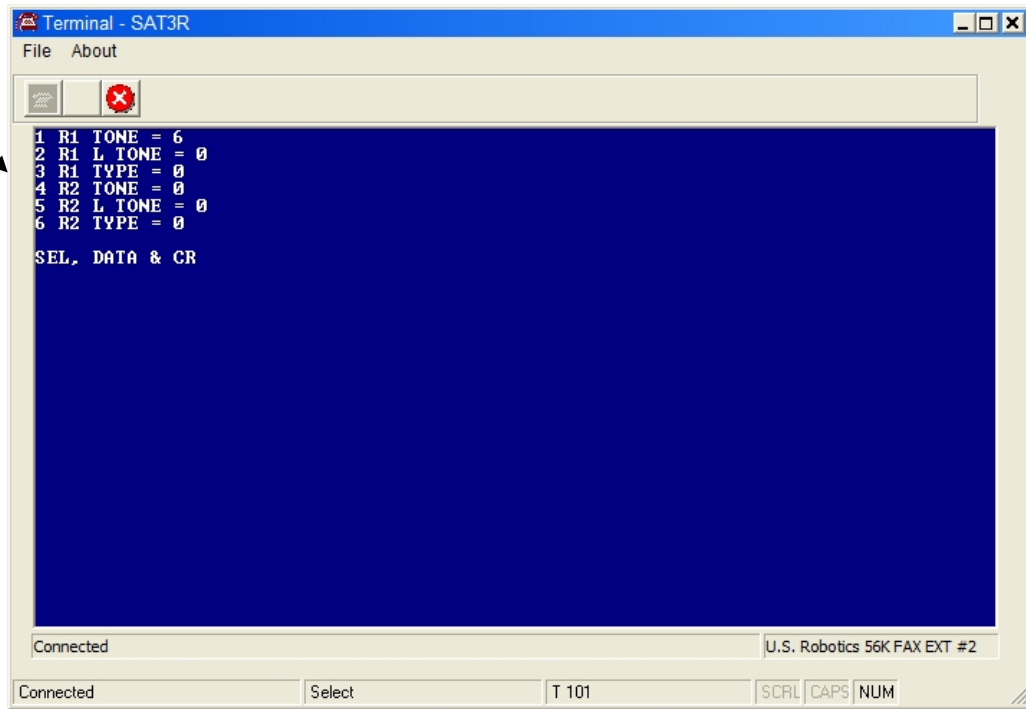 Terminal - SAT3R
File About
1 R1 TONE = 6
2 R1 L TONE = 0
3 R1 TYPE = 0
4 R2 TONE = 0
5 R2 L TONE = 0
6 R2 TYPE = 0
SEL, DATA & CR
Connected U.S. Robotics 56K FAX EXT #2
Connected Select T 101 SCRL CAPS NUM